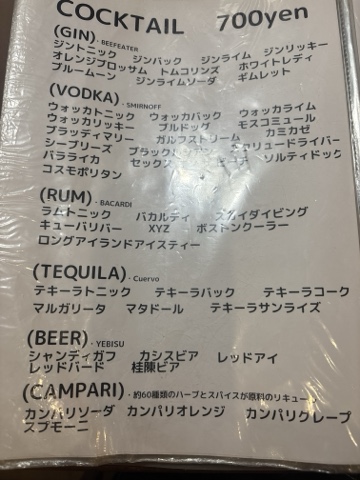 COCKTAIL 700yen
(GIN) - BEEFEATER
ジントニック ジンバック ジンライム ジンリッキー
オレンジブロッサム トムコリンズ ホワイトレディ
ブルームーン ジンライムソーダ ギムレット
(VODKA) - SMIRNOFF
ウォッカトニック ウォッカバック ウォッカライム
ウォッカリッキー ブルドッグ モスコミュール
ブラッディマリー ガルフストリーム カミカゼ
シーブリーズ スクリュードライバー
バラライカ ソルティドッグ
コスモポリタン
(RUM) - BACARDI
ラムトニック バカルディ スカイダイビング
キューバリバー XYZ ボストンクーラー
ロングアイランドアイスティー
(TEQUILA) - Cuervo
テキーラトニック テキーラバック テキーラコーク
マルガリータ マタドール テキーラサンライズ
(BEER) - YEBISU
シャンディガフ カシスビア レッドアイ
レッドバード 桂陳ビア
(CAMPARI) - 約60種類のハーブとスパイスが原料のリキュー
カンパリソーダ カンパリオレンジ カンパリグレープ
スプモーニ